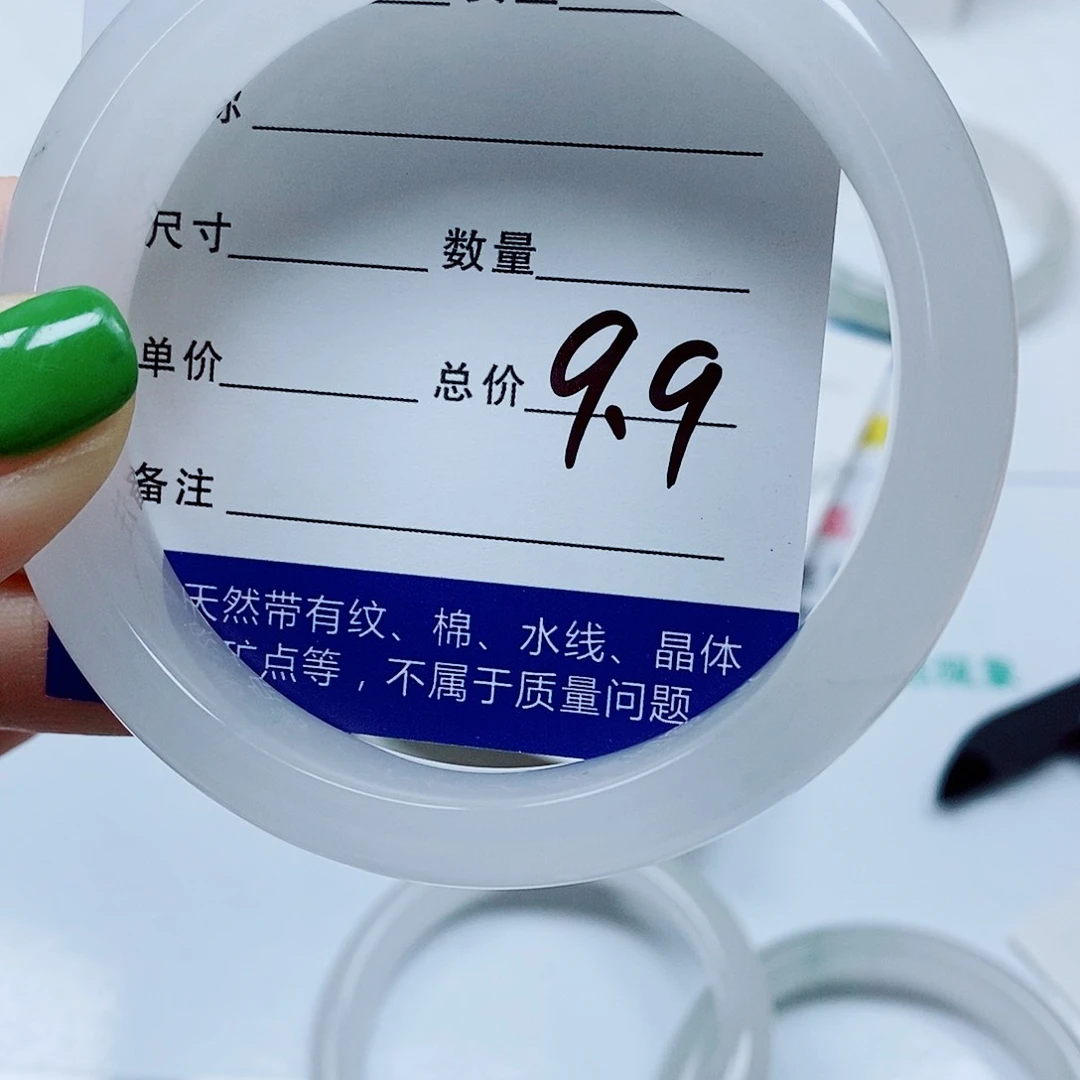 尺寸 数量
单价 总价 9.9
备注
天然带有纹、棉、水线、晶体
矿点等，不属于质量问题